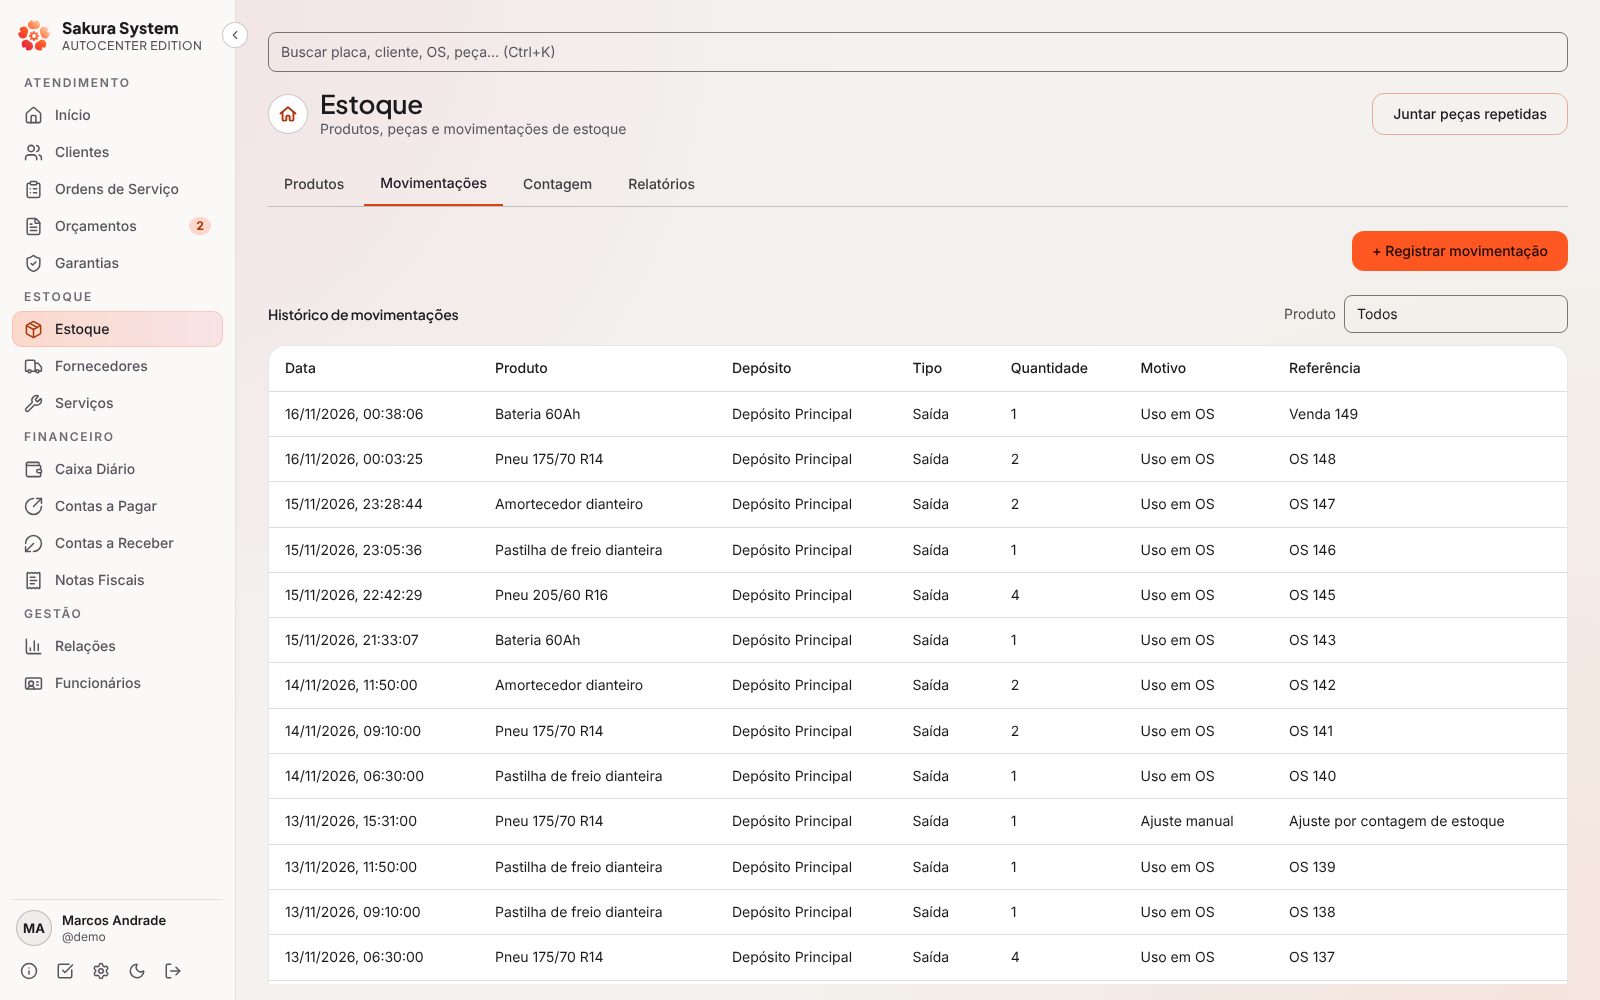 Sakura System
AUTOCENTER EDITION
ATENDIMENTO
Início
Clientes
Ordens de Serviço
Orçamentos 2
Garantias
ESTOQUE
Estoque
Fornecedores
Serviços
FINANCEIRO
Caixa Diário
Contas a Pagar
Contas a Receber
Notas Fiscais
GESTÃO
Relações
Funcionários
MA
Marcos Andrade
@demo
Buscar placa, cliente, OS, peça... (Ctrl+K)
Estoque
Produtos, peças e movimentações de estoque
Juntar peças repetidas
Produtos Movimentações Contagem Relatórios
+ Registrar movimentação
Histórico de movimentações
Produto Todos
Data Produto Depósito Tipo Quantidade Motivo Referência
16/11/2026, 00:38:06 Bateria 60Ah Depósito Principal Saída 1 Uso em OS Venda 149
16/11/2026, 00:03:25 Pneu 175/70 R14 Depósito Principal Saída 2 Uso em OS OS 148
15/11/2026, 23:28:44 Amortecedor dianteiro Depósito Principal Saída 2 Uso em OS OS 147
15/11/2026, 23:05:36 Pastilha de freio dianteira Depósito Principal Saída 1 Uso em OS OS 146
15/11/2026, 22:42:29 Pneu 205/60 R16 Depósito Principal Saída 4 Uso em OS OS 145
15/11/2026, 21:33:07 Bateria 60Ah Depósito Principal Saída 1 Uso em OS OS 143
14/11/2026, 11:50:00 Amortecedor dianteiro Depósito Principal Saída 2 Uso em OS OS 142
14/11/2026, 09:10:00 Pneu 175/70 R14 Depósito Principal Saída 2 Uso em OS OS 141
14/11/2026, 06:30:00 Pastilha de freio dianteira Depósito Principal Saída 1 Uso em OS OS 140
13/11/2026, 15:31:00 Pneu 175/70 R14 Depósito Principal Saída 1 Ajuste manual Ajuste por contagem de estoque
13/11/2026, 11:50:00 Pastilha de freio dianteira Depósito Principal Saída 1 Uso em OS OS 139
13/11/2026, 09:10:00 Pastilha de freio dianteira Depósito Principal Saída 1 Uso em OS OS 138
13/11/2026, 06:30:00 Pneu 175/70 R14 Depósito Principal Saída 4 Uso em OS OS 137